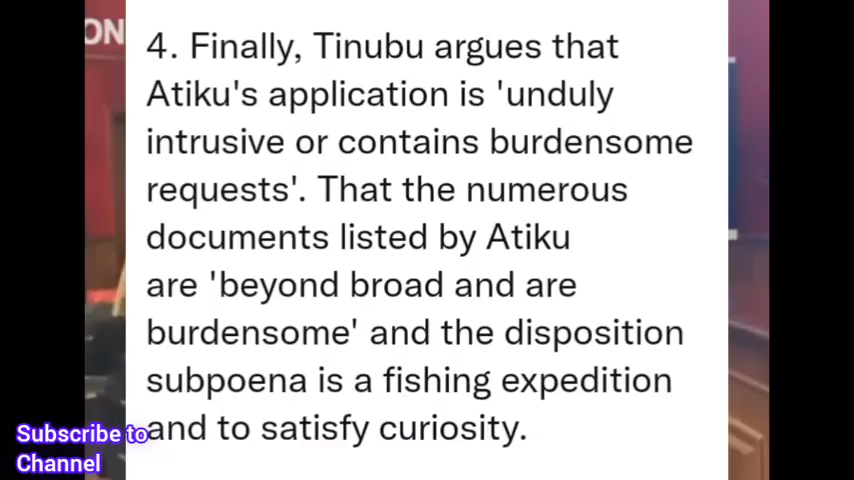 ON
4. Finally, Tinubu argues that
Atiku's application is 'unduly
intrusive or contains burdensome
requests'. That the numerous
documents listed by Atiku
are 'beyond broad and are
burdensome' and the disposition
subpoena is a fishing expedition
and to satisfy curiosity.
Subscribe to
Channel